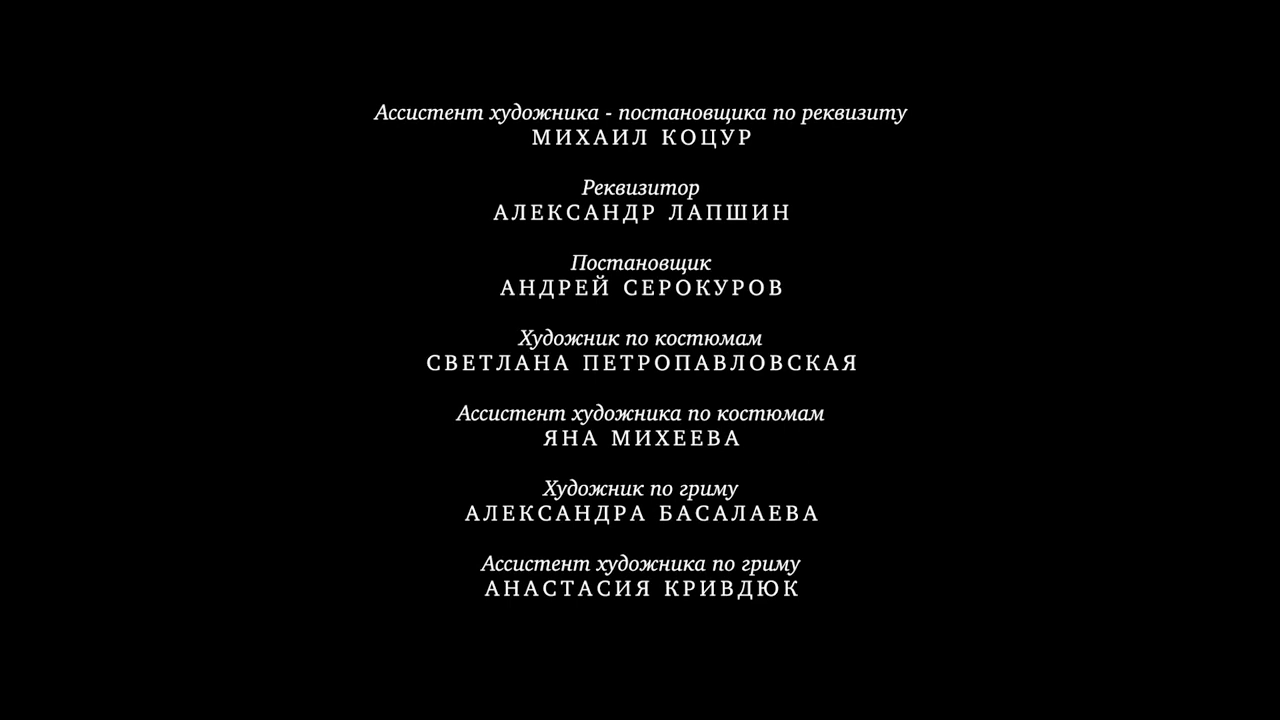 Ассистент художника - постановщика по реквизиту
МИХАИЛ КОЦУР
Реквизитор
АЛЕКСАНДР ЛАПШИН
Постановщик
АНДРЕЙ СЕРОКУРОВ
Художник по костюмам
СВЕТЛАНА ПЕТРОПАВЛОВСКАЯ
Ассистент художника по костюмам
ЯНА МИХЕЕВА
Художник по гриму
АЛЕКСАНДРА БАСАЛАЕВА
Ассистент художника по гриму
АНАСТАСИЯ КРИВДЮК